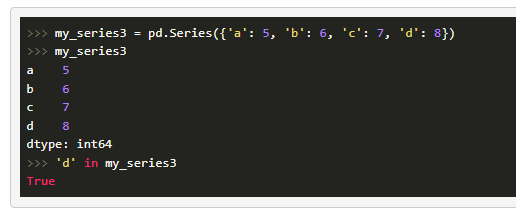 >>> my_series3 = pd.Series({'a': 5, 'b': 6, 'c': 7, 'd': 8})
>>> my_series3
a    5
b    6
c    7
d    8
dtype: int64
>>> 'd' in my_series3
True